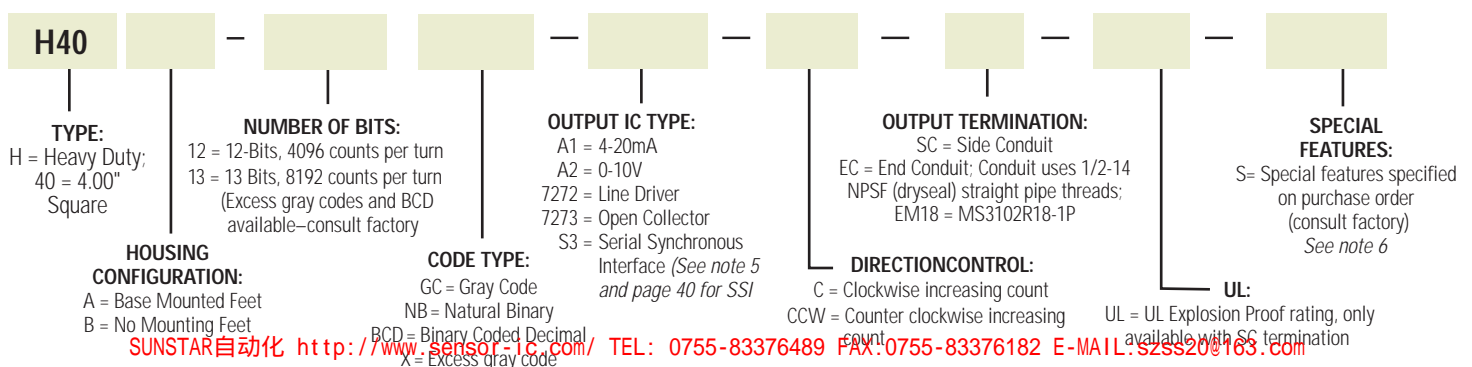 H40
TYPE:
H = Heavy Duty;
40 = 4.00"
Square
HOUSING
CONFIGURATION:
A = Base Mounted Feet
B = No Mounting Feet
NUMBER OF BITS:
12 = 12-Bits, 4096 counts per turn
13 = 13 Bits, 8192 counts per turn
(Excess gray codes and BCD
available–consult factory
CODE TYPE:
GC = Gray Code
NB = Natural Binary
BCD = Binary Coded Decimal
X = Excess gray code
OUTPUT IC TYPE:
A1 = 4-20mA
A2 = 0-10V
7272 = Line Driver
7273 = Open Collector
S3 = Serial Synchronous
Interface (See note 5
and page 40 for SSI
DIRECTIONCONTROL:
C = Clockwise increasing count
CCW = Counter clockwise increasing
count
OUTPUT TERMINATION:
SC = Side Conduit
EC = End Conduit; Conduit uses 1/2-14
NPSF (dryseal) straight pipe threads;
EM18 = MS3102R18-1P
UL:
UL = UL Explosion Proof rating, only
available with SC termination
SPECIAL
FEATURES:
S= Special features specified
on purchase order
(consult factory)
See note 6
SUNSTAR自动化 http://www.sensor-ic.com/ TEL: 0755-83376489 FAX:0755-83376182 E-MAIL:szss20@163.com